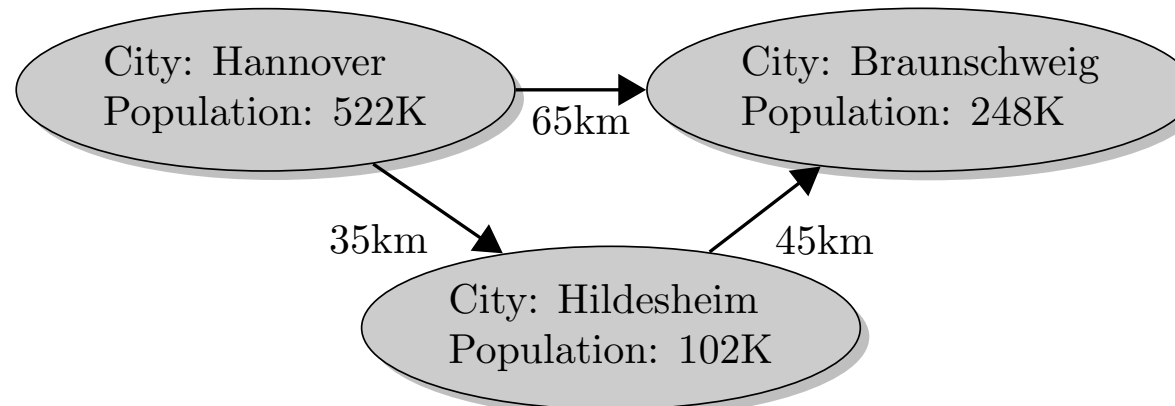 City: Hannover
Population: 522K
City: Braunschweig
Population: 248K
65km
35km
45km
City: Hildesheim
Population: 102K